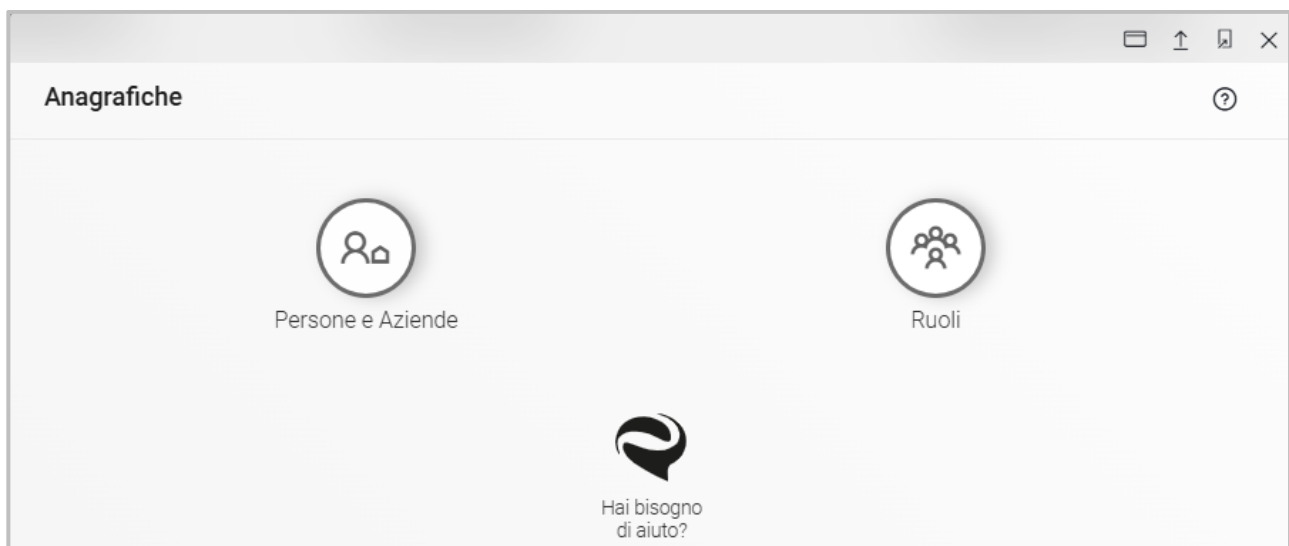 Anagrafiche
Persone e Aziende
Ruoli
Hai bisogno
di aiuto?